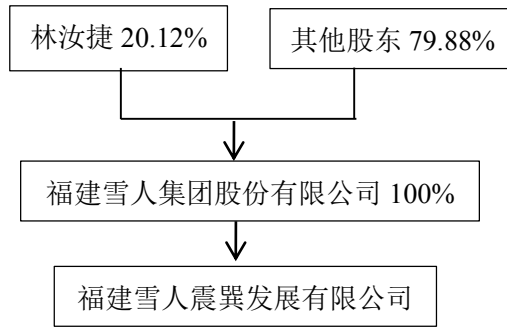 林汝捷 20.12%
其他股东 79.88%
福建雪人集团股份有限公司 100%
福建雪人震巽发展有限公司